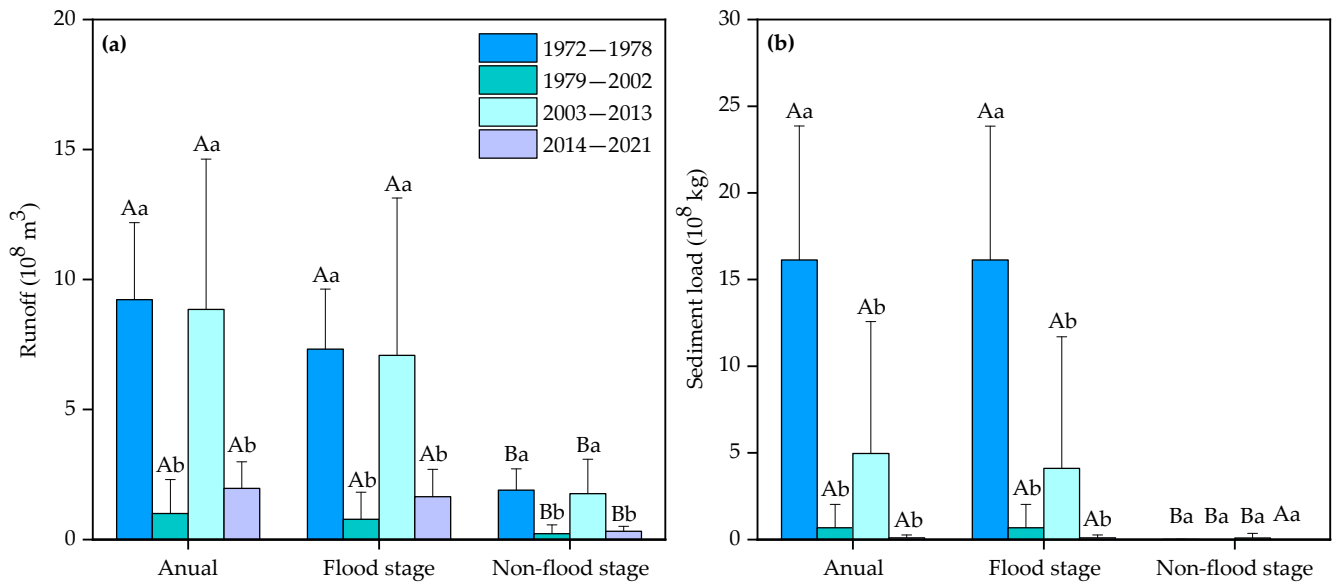 (a)
Runoff (10⁸ m³)
20
15
10
5
0
1972—1978
1979—2002
2003—2013
2014—2021
Aa
Ab
Aa
Ab
Aa
Ab
Aa
Ab
Ba
Bb
Ba
Bb
Anual
Flood stage
Non-flood stage
(b)
Sediment load (10⁸ kg)
30
25
20
15
10
5
0
Aa
Ab
Ab
Ab
Aa
Ab
Ab
Ab
Ba
Ba
Ba
Aa
Anual
Flood stage
Non-flood stage